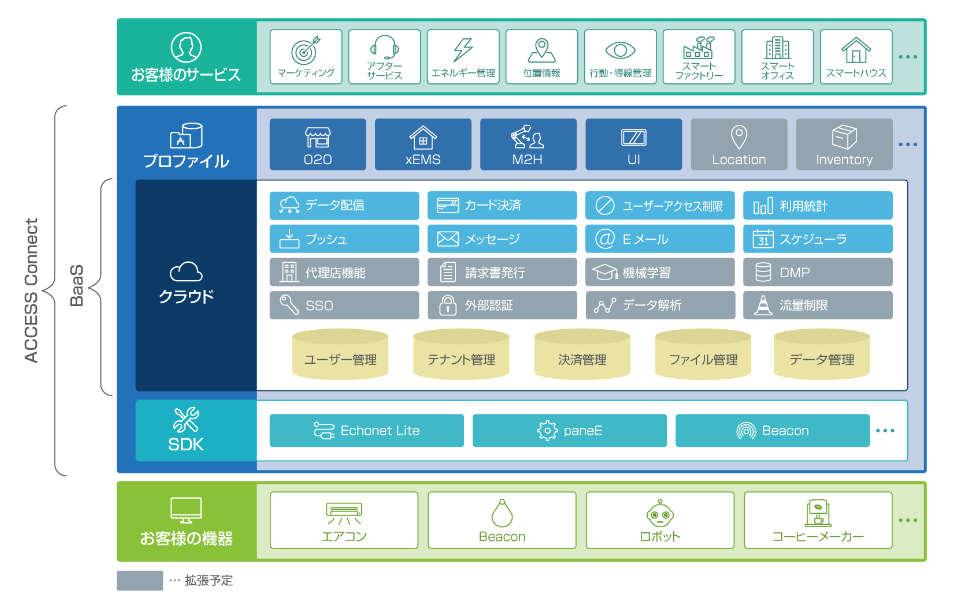 お客様のサービス
マーケティング
アフター
サービス
エネルギー管理
位置情報
行動・導線管理
スマート
ファクトリー
スマート
オフィス
スマートハウス
…
ACCESS Connect
BaaS
プロファイル
O2O
xEMS
M2H
UI
Location
Inventory
…
クラウド
データ配信
カード決済
ユーザーアクセス制限
利用統計
プッシュ
メッセージ
@ Eメール
31 スケジューラ
代理店機能
請求書発行
機械学習
DMP
SSO
外部認証
データ解析
流量制限
ユーザー管理
テナント管理
決済管理
ファイル管理
データ管理
SDK
Echonet Lite
paneE
Beacon
…
お客様の機器
エアコン
Beacon
ロボット
コーヒーメーカー
…
… 拡張予定